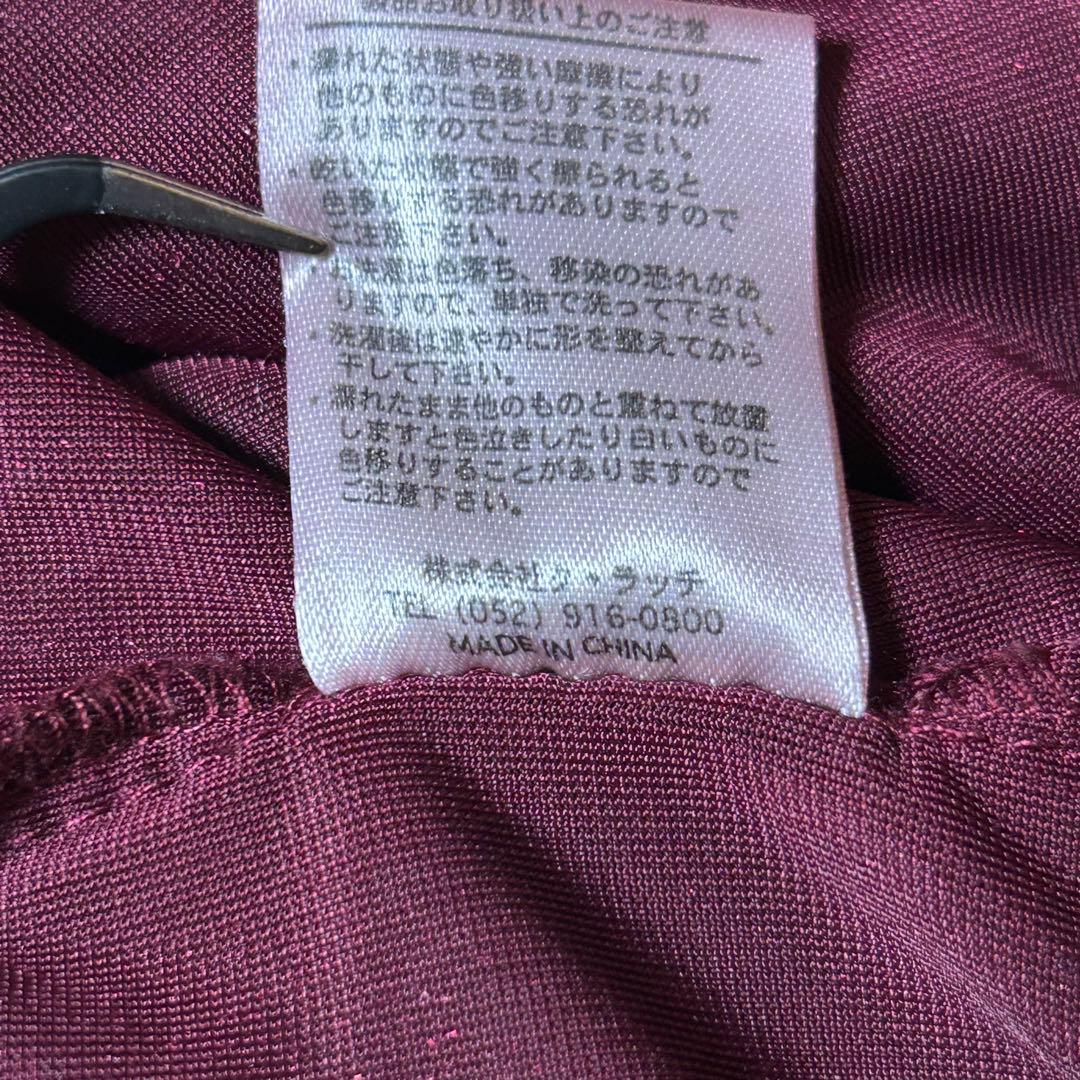 製品お取り扱い上のご注意
・濡れた状態や強い摩擦により
他のものに色移りする恐れが
ありますのでご注意下さい。
・乾いた状態で強く擦られると
色移りする恐れがありますので
ご注意下さい。
・お洗濯は色落ち、移染の恐れがあ
りますので、単独で洗って下さい。
・洗濯後は速やかに形を整えてから
干して下さい。
・濡れたまま他のものと重ねて放置
しますと色泣きしたり白いものに
色移りすることがありますので
ご注意下さい。
株式会社ク・ラッチ
TEL (052) 916-0800
MADE IN CHINA